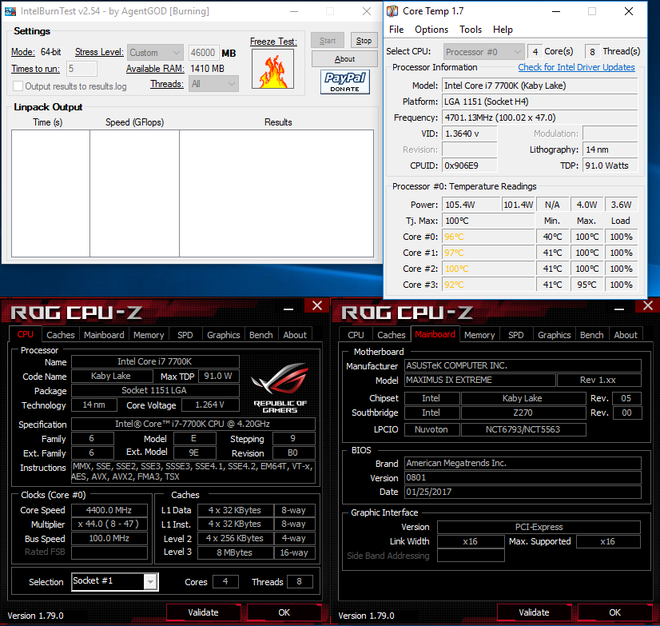 IntelBurnTest v2.54 - by AgentGOD [Burning]
Settings
Mode: 64-bit Stress Level: Custom 46000 MB
Times to run: 5 Available RAM: 1410 MB
Output results to results.log Threads: All
Freeze Test:
Start Stop
About
PayPal
DONATE
Linpack Output
Time (s) Speed (GFlops) Results
Core Temp 1.7
File Options Tools Help
Select CPU: Processor #0 4 Core(s) 8 Thread(s)
Processor Information Check for Intel Driver Updates
Model: Intel Core i7 7700K (Kaby Lake)
Platform: LGA 1151 (Socket H4)
Frequency: 4701.13MHz (100.02 x 47.0)
VID: 1.3640 v Modulation:
Revision: Lithography: 14 nm
CPUID: 0x906E9 TDP: 91.0 Watts
Processor #0: Temperature Readings
Power: 105.4W 101.4W N/A 4.0W 3.6W
Tj. Max: 100°C Min. Max. Load
Core #0: 96°C 40°C 100°C 100%
Core #1: 97°C 41°C 100°C 100%
Core #2: 100°C 41°C 100°C 100%
Core #3: 92°C 41°C 95°C 100%
ROG CPU-Z
CPU Caches Mainboard Memory SPD Graphics Bench About
Processor
Name Intel Core i7 7700K
Code Name Kaby Lake Max TDP 91.0 W
Package Socket 1151 LGA
Technology 14 nm Core Voltage 1.264 V
REPUBLIC OF
GAMERS
Specification Intel® Core™ i7-7700K CPU @ 4.20GHz
Family 6 Model E Stepping 9
Ext. Family 6 Ext. Model 9E Revision B0
Instructions MMX, SSE, SSE2, SSE3, SSSE3, SSE4.1, SSE4.2, EM64T, VT-x,
AES, AVX, AVX2, FMA3, TSX
Clocks (Core #0)
Core Speed 4400.0 MHz
Multiplier x 44.0 ( 8 - 47 )
Bus Speed 100.0 MHz
Rated FSB
Caches
L1 Data 4 x 32 KBytes 8-way
L1 Inst. 4 x 32 KBytes 8-way
Level 2 4 x 256 KBytes 4-way
Level 3 8 MBytes 16-way
Selection Socket #1 Cores 4 Threads 8
Version 1.79.0 Validate OK
ROG CPU-Z
CPU Caches Mainboard Memory SPD Graphics Bench About
Motherboard
Manufacturer ASUSTeK COMPUTER INC.
Model MAXIMUS IX EXTREME Rev 1.xx
Chipset Intel Kaby Lake Rev. 05
Southbridge Intel Z270 Rev. 00
LPCIO Nuvoton NCT6793/NCT5563
BIOS
Brand American Megatrends Inc.
Version 0801
Date 01/25/2017
Graphic Interface
Version PCI-Express
Link Width x16 Max. Supported x16
Side Band Addressing
Version 1.79.0 Validate OK